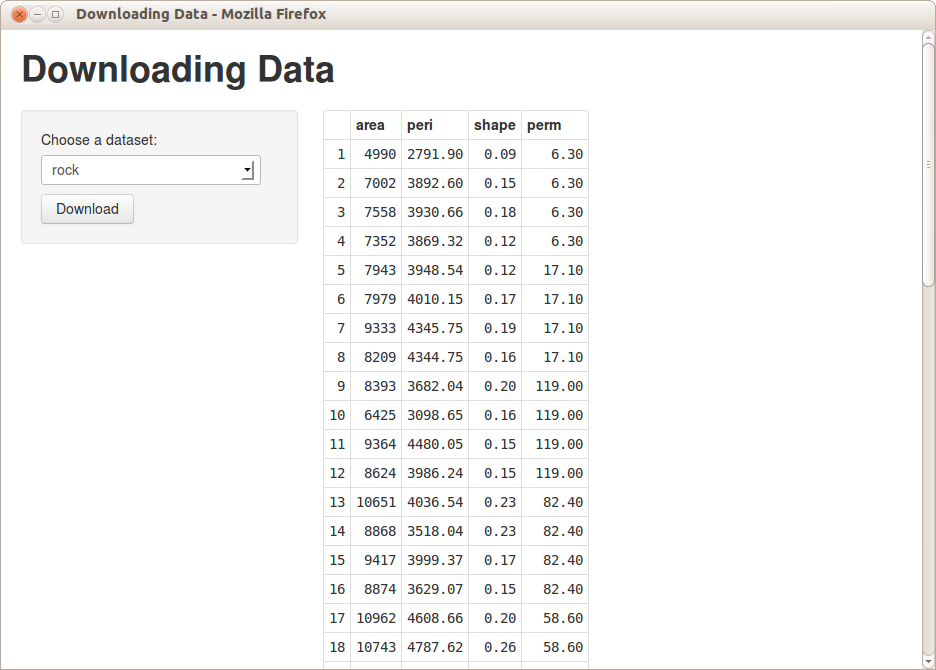 Downloading Data - Mozilla Firefox
Downloading Data
Choose a dataset:
rock
Download
area peri shape perm
1 4990 2791.90 0.09 6.30
2 7002 3892.60 0.15 6.30
3 7558 3930.66 0.18 6.30
4 7352 3869.32 0.12 6.30
5 7943 3948.54 0.12 17.10
6 7979 4010.15 0.17 17.10
7 9333 4345.75 0.19 17.10
8 8209 4344.75 0.16 17.10
9 8393 3682.04 0.20 119.00
10 6425 3098.65 0.16 119.00
11 9364 4480.05 0.15 119.00
12 8624 3986.24 0.15 119.00
13 10651 4036.54 0.23 82.40
14 8868 3518.04 0.23 82.40
15 9417 3999.37 0.17 82.40
16 8874 3629.07 0.15 82.40
17 10962 4608.66 0.20 58.60
18 10743 4787.62 0.26 58.60